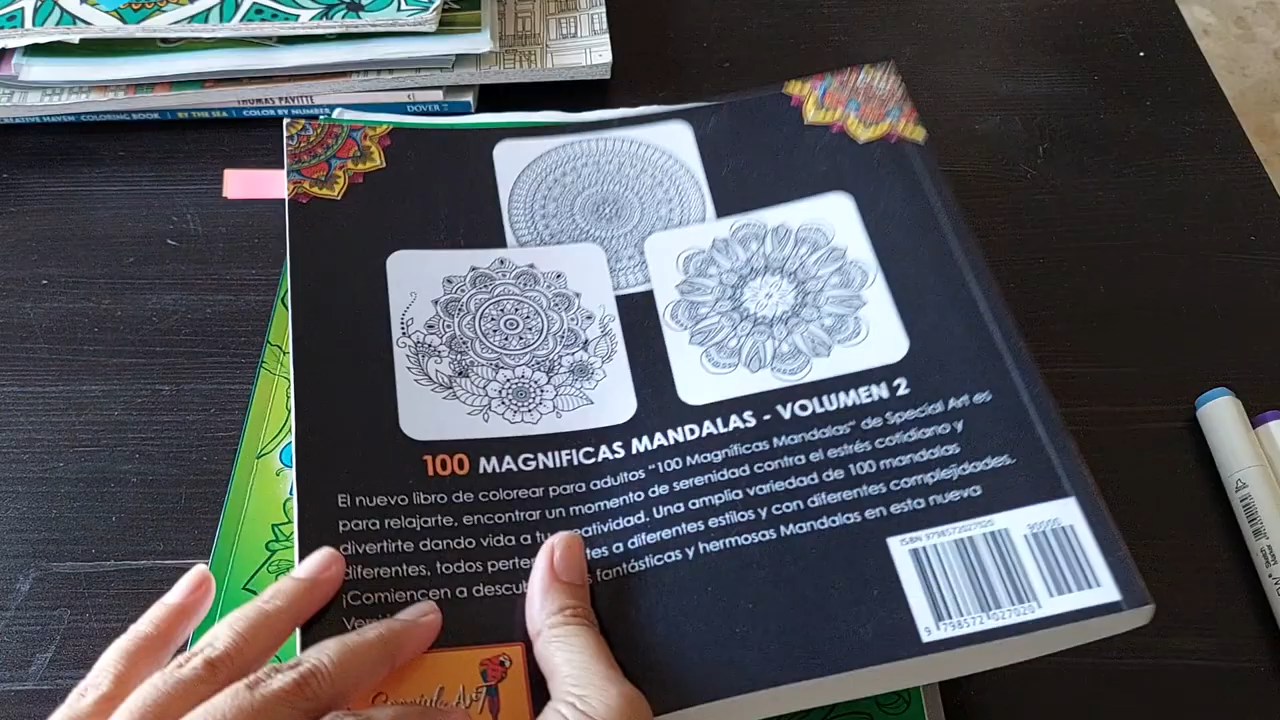 THOMAS PAVITTE
CREATIVE HAVEN COLORING BOOK | BY THE SEA | COLOR BY NUMBER DOVER
100 MAGNIFICAS MANDALAS - VOLUMEN 2
El nuevo libro de colorear para adultos "100 Magníficas Mandalas" de Special Art es
para relajarte, encontrar un momento de serenidad contra el estrés cotidiano y
divertirte dando vida a tu creatividad. Una amplia variedad de 100 mandalas
diferentes, todos tes a diferentes estilos y con diferentes complejidades.
¡Comiencen a fantásticas y hermosas Mandalas en esta nueva
ISBN 9798572027020
90000
9 798572 027020